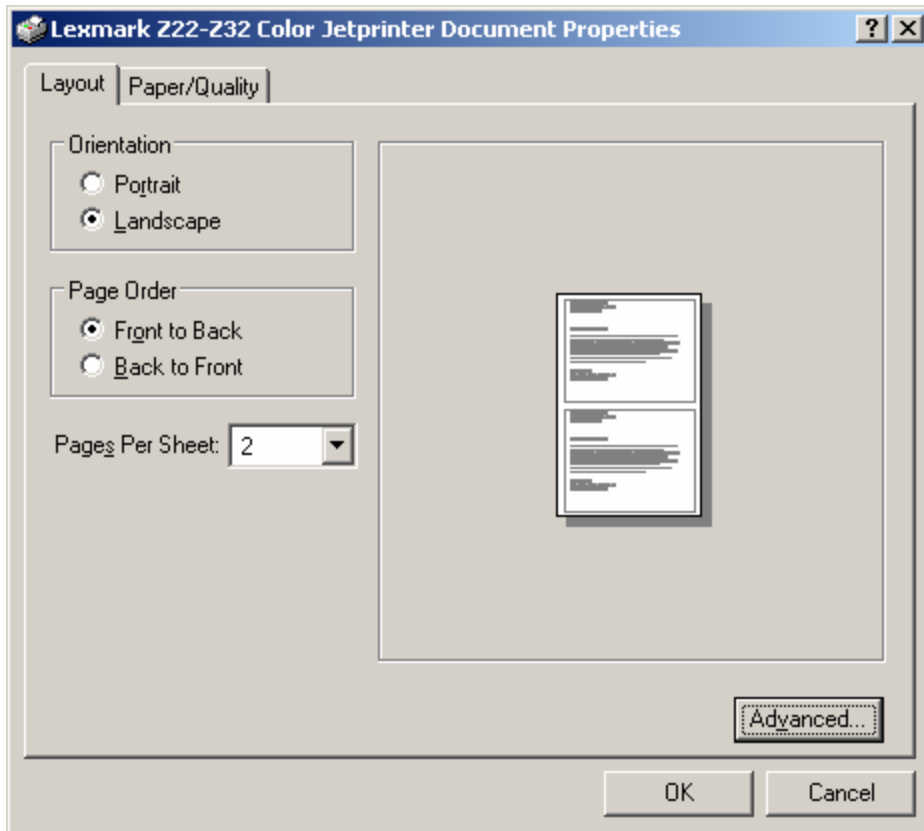 Lexmark Z22-Z32 Color Jetprinter Document Properties
Layout
Paper/Quality
Orientation
Portrait
Landscape
Page Order
Front to Back
Back to Front
Pages Per Sheet: 2
Advanced...
OK
Cancel